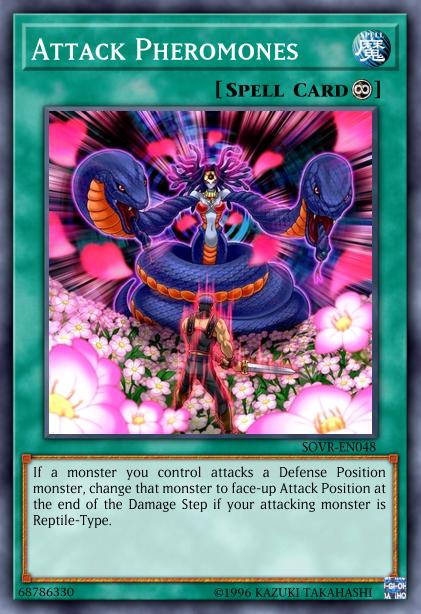 Attack Pheromones
SPELL
魔
[Spell Card]
SOVR-EN048
If a monster you control attacks a Defense Position
monster, change that monster to face-up Attack Position at
the end of the Damage Step if your attacking monster is
Reptile-Type.
68786330
©1996 KAZUKI TAKAHASHI